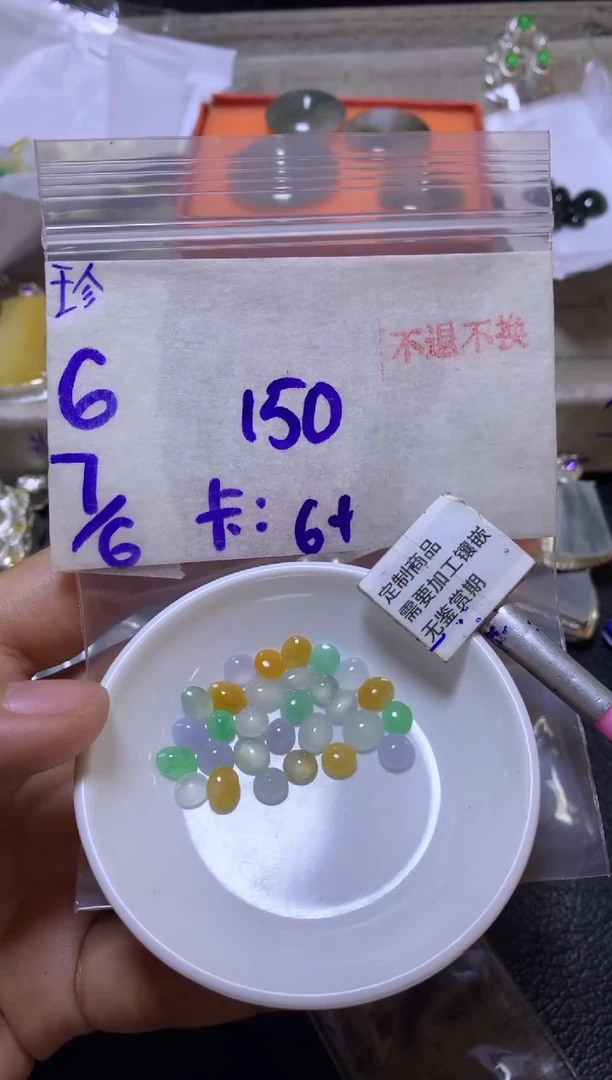 珍
6
7/6
150
卡：6+
不退不换
定制商品
需要加工镶嵌
无鉴赏期